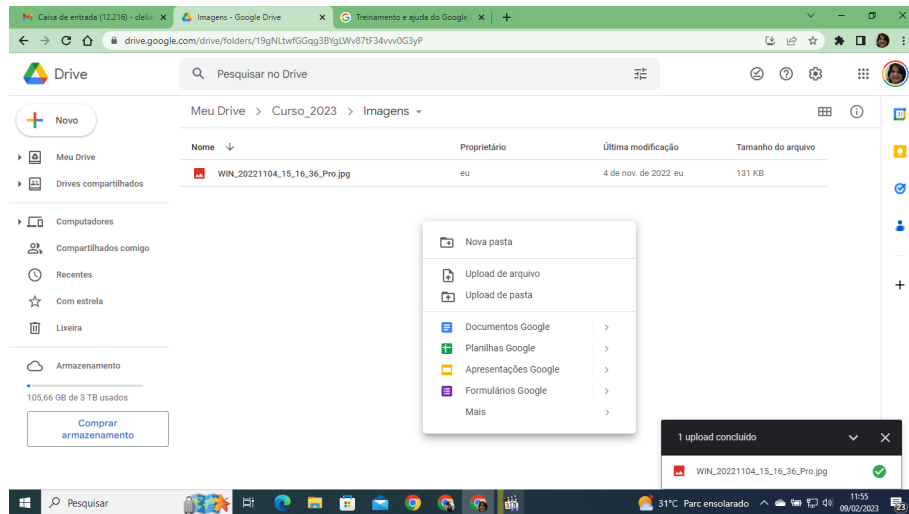 Caixa de entrada (12.216) - clelia
Imagens - Google Drive
Treinamento e ajuda do Google
drive.google.com/drive/folders/19gNLtwfGGqg3BYgLWv87tF34vvv0G3yP
Drive
Pesquisar no Drive
Novo
Meu Drive > Curso_2023 > Imagens
Nome
Proprietário
Última modificação
Tamanho do arquivo
WIN_20221104_15_16_36_Pro.jpg
eu
4 de nov. de 2022 eu
131 KB
Meu Drive
Drives compartilhados
Computadores
Compartilhados comigo
Recentes
Com estrela
Lixeira
Armazenamento
105,66 GB de 3 TB usados
Comprar
armazenamento
Nova pasta
Upload de arquivo
Upload de pasta
Documentos Google
Planilhas Google
Apresentações Google
Formulários Google
Mais
1 upload concluído
WIN_20221104_15_16_36_Pro.jpg
Pesquisar
31°C Parc ensolarado
11:55
09/02/2023
23